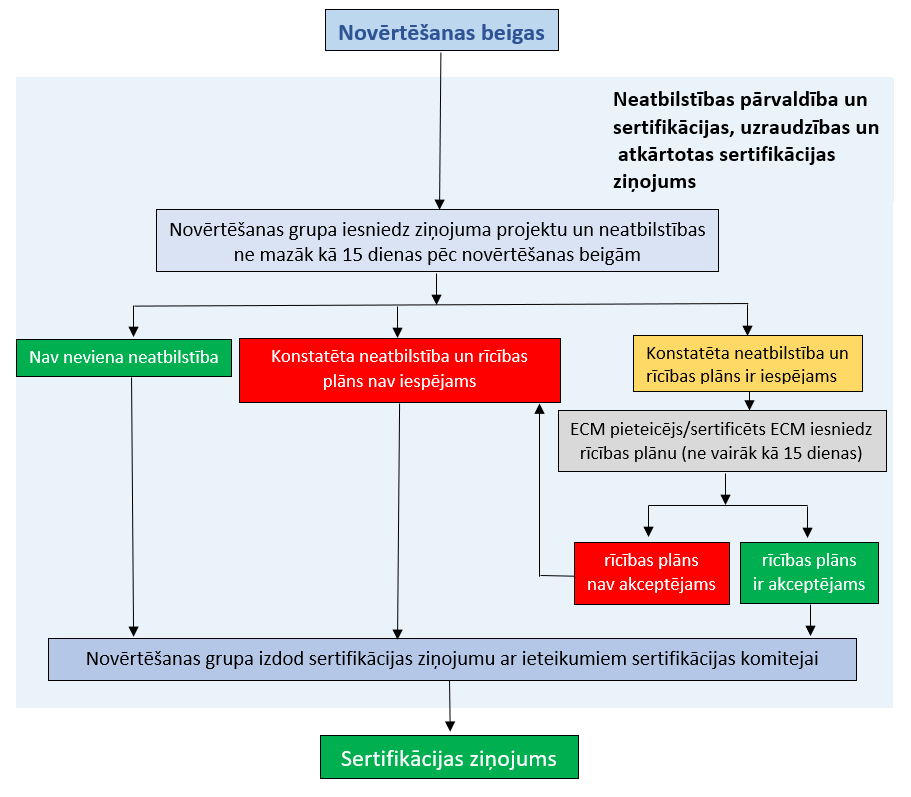 Novērtēšanas beigas
Neatbilstības pārvaldība un
sertifikācijas, uzraudzības un
atkārtotas sertifikācijas
ziņojums
Novērtēšanas grupa iesniedz ziņojuma projektu un neatbilstības
ne mazāk kā 15 dienas pēc novērtēšanas beigām
Nav neviena neatbilstība
Konstatēta neatbilstība un rīcības
plāns nav iespējams
Konstatēta neatbilstība un
rīcības plāns ir iespējams
ECM pieteicējs/sertificēts ECM iesniedz
rīcības plānu (ne vairāk kā 15 dienas)
rīcības plāns
nav akceptējams
rīcības plāns
ir akceptējams
Novērtēšanas grupa izdod sertifikācijas ziņojumu ar ieteikumiem sertifikācijas komitejai
Sertifikācijas ziņojums